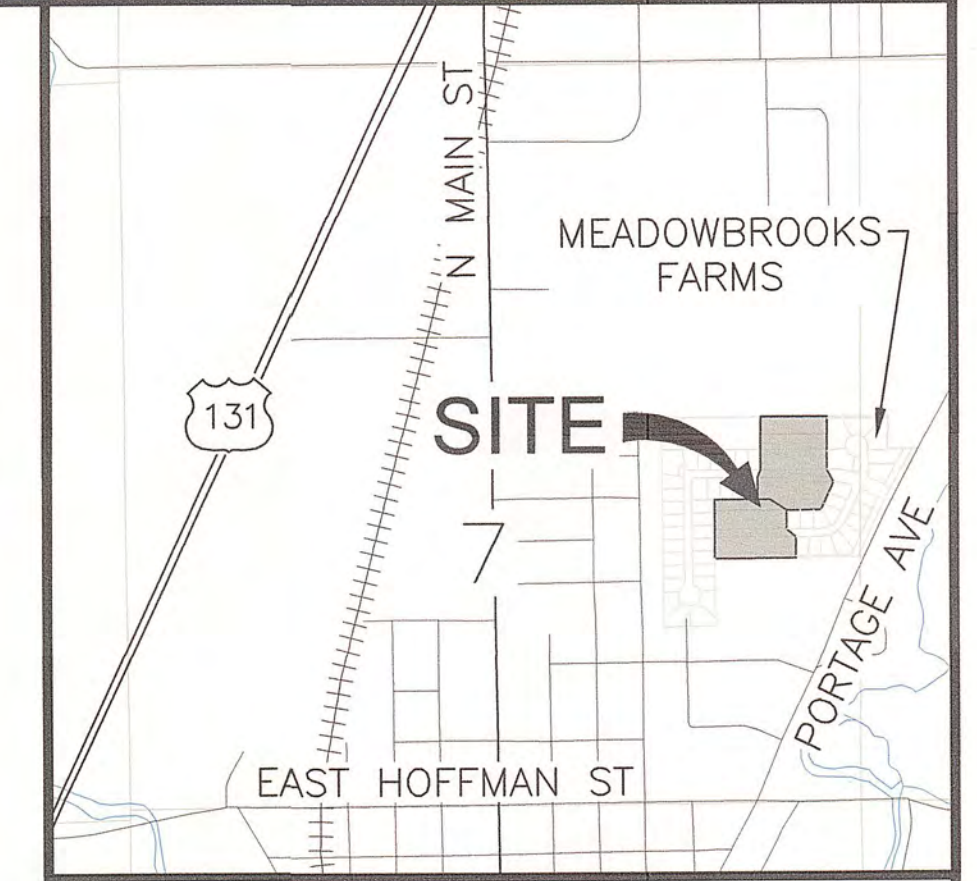 N MAIN ST
MEADOWBROOKS
FARMS
131
SITE
7
PORTAGE AVE
EAST HOFFMAN ST